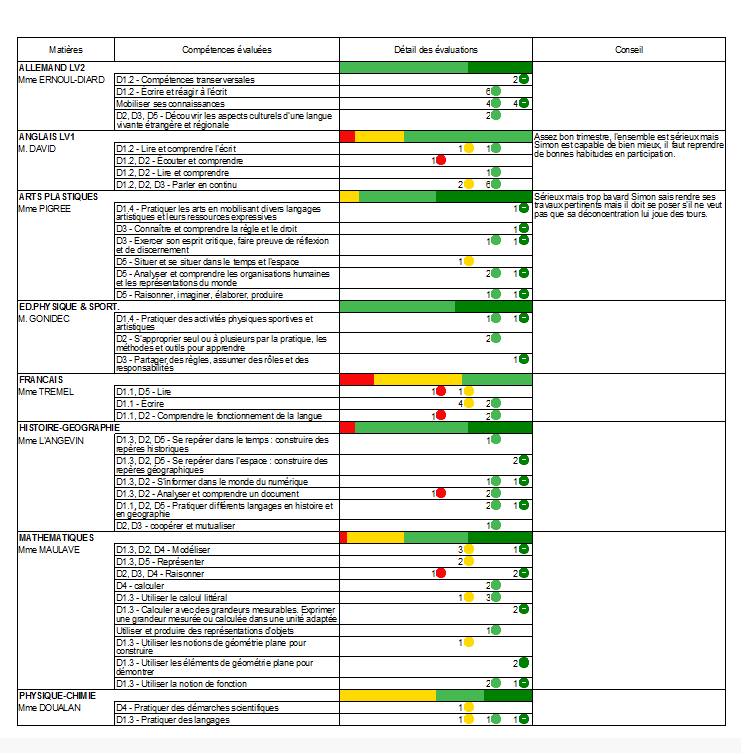 Matières Compétences évaluées Détail des évaluations Conseil
ALLEMAND LV2
Mme ERNOUL-DIARD D1.2 - Compétences transerversales 2
D1.2 - Ecrire et réagir à l'écrit 6
Mobiliser ses connaissances 4 4
D2, D3, D5 - Découvrir les aspects culturels d'une langue
vivante étrangère et régionale 2
ANGLAIS LV1 Assez bon trimestre, l'ensemble est sérieux mais
Simon est capable de bien mieux, il faut reprendre
de bonnes habitudes en participation.
M. DAVID D1.2 - Lire et comprendre l'écrit 1 1
D1.2, D2 - Ecouter et comprendre 1
D1.2, D2 - Lire et comprendre 1
D1.2, D2, D3 - Parler en continu 2 6
ARTS PLASTIQUES Sérieux mais trop bavard Simon sais rendre ses
travaux pertinents mais il doit se poser s'il ne veut
pas que sa déconcentration lui joue des tours.
Mme PIGREE D1,4 - Pratiquer les arts en mobilisant divers langages
artistiques et leurs ressources expressives 1
D3 - Connaître et comprendre la règle et le droit 1
D3 - Exercer son esprit critique, faire preuve de réflexion
et de discernement 1 1
D5 - Situer et se situer dans le temps et l'espace 1
D5 - Analyser et comprendre les organisations humaines
et les représentations du monde 2 1
D5 - Raisonner, imaginer, élaborer, produire 1 1
ED.PHYSIQUE & SPORT.
M. GONIDEC D1,4 - Pratiquer des activités physiques sportives et
artistiques 1 1
D2 - S'approprier seul ou à plusieurs par la pratique, les
méthodes et outils pour apprendre 2
D3 - Partager des règles, assumer des rôles et des
responsabilités 1
FRANCAIS
Mme TREMEL D1.1, D5 - Lire 1 1
D1.1 - Ecrire 4 2
D1.1, D2 - Comprendre le fonctionnement de la langue 1 2
HISTOIRE-GEOGRAPHIE
Mme L'ANGEVIN D1.3, D2, D5 - Se repérer dans le temps : construire des
repères historiques 1
D1.3, D2, D5 - Se repérer dans l'espace : construire des
repères géographiques 2
D1.3, D2 - S'informer dans le monde du numérique 1 1
D1.3, D2 - Analyser et comprendre un document 1 2
D1.1, D2, D5 - Pratiquer différents langages en histoire et
en géographie 2 1
D2, D3 - coopérer et mutualiser 1
MATHEMATIQUES
Mme MAULAVE D1.3, D2, D4 - Modéliser 3 1
D1.3, D5 - Représenter 2
D2, D3, D4 - Raisonner 1 2
D4 - calculer 2
D1.3 - Utiliser le calcul littéral 1 3
D1.3 - Calculer avec des grandeurs mesurables. Exprimer
une grandeur mesurée ou calculée dans une unité adaptée 2
Utiliser et produire des représentations d'objets 1
D1.3 - Utiliser les notions de géométrie plane pour
construire 1
D1.3 - Utiliser les éléments de géométrie plane pour
démontrer 2
D1.3 - Utiliser la notion de fonction 2 1
PHYSIQUE-CHIMIE
Mme DOUALAN D4 - Pratiquer des démarches scientifiques 1
D1.3 - Pratiquer des langages 1 1 1